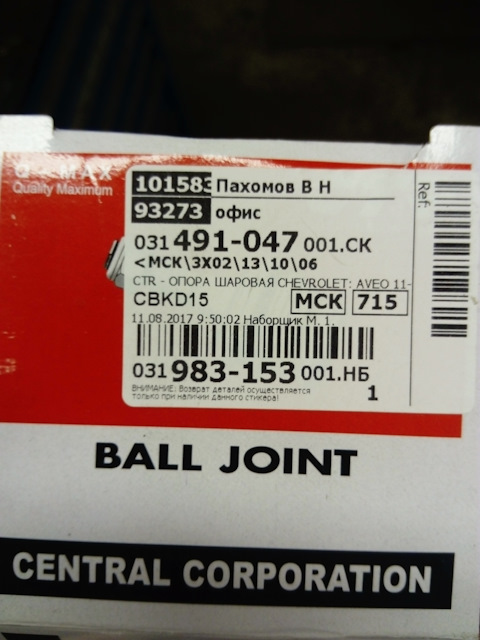 Quality Maximum
Ref.
101583 Пахомов В Н
93273 офис
031 491-047 001.СК
<МСК\3Х02\13\10\06
CTR - ОПОРА ШАРОВАЯ CHEVROLET: AVEO 11-
CBKD15 МСК 715
11.08.2017 9:50:02 Наборщик М. 1.
031 983-153 001.НБ
ВНИМАНИЕ: Возврат деталей осуществляется
только при наличии данного стикера!
1
BALL JOINT
CENTRAL CORPORATION